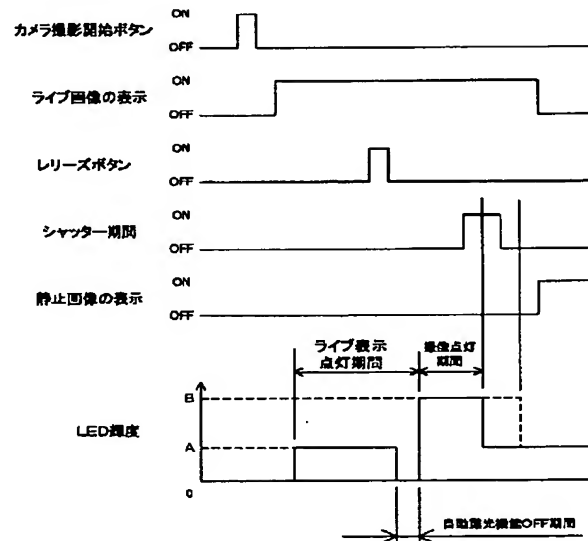 カメラ撮影開始ボタン
ON
OFF
ライブ画像の表示
ON
OFF
レリーズボタン
ON
OFF
シャッター期間
ON
OFF
静止画像の表示
ON
OFF
ライブ表示
点灯期間
撮像点灯
期間
LED輝度
B
A
0
自動露光機能OFF期間